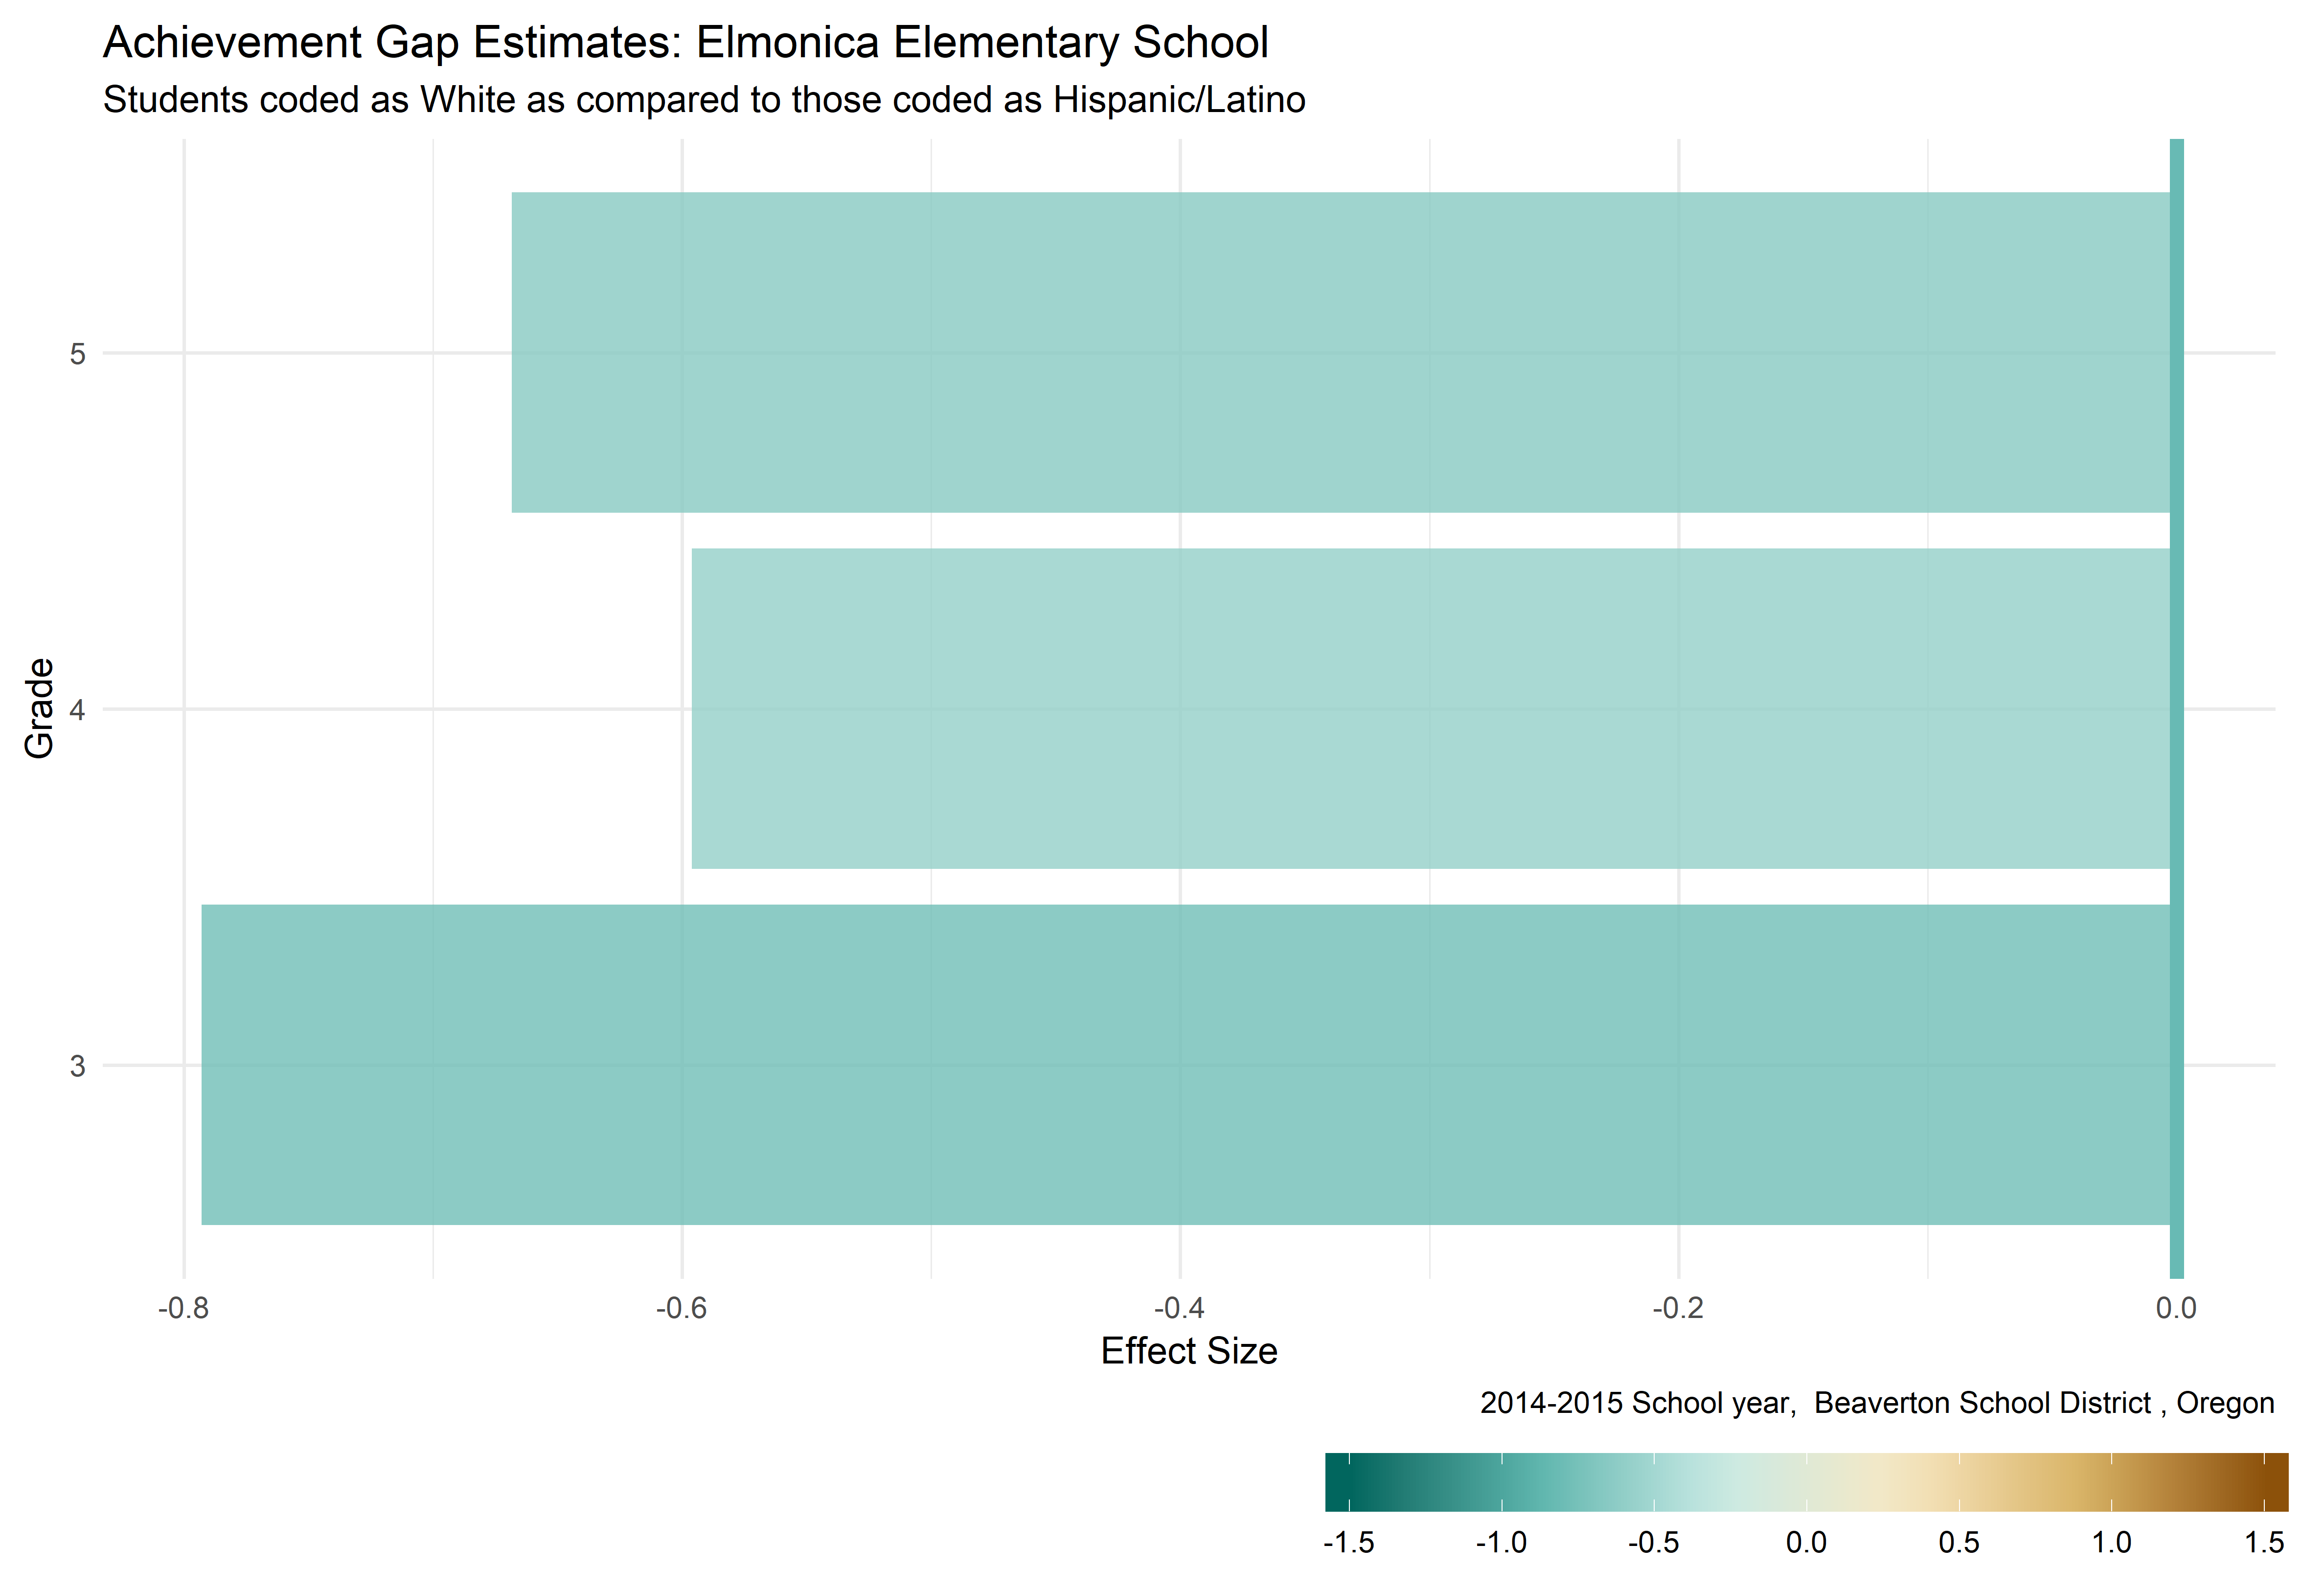 Achievement Gap Estimates: Elmonica Elementary School
Students coded as White as compared to those coded as Hispanic/Latino
5
4
3
Grade
-0.8 -0.6 -0.4 -0.2 0.0
Effect Size
2014-2015 School year,  Beaverton School District , Oregon
-1.5 -1.0 -0.5 0.0 0.5 1.0 1.5